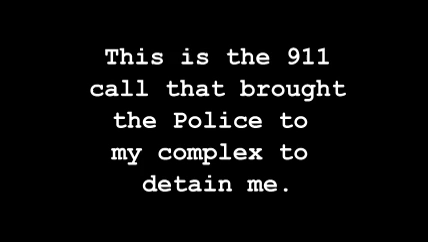 This is the 911
call that brought
the Police to
my complex to
detain me.